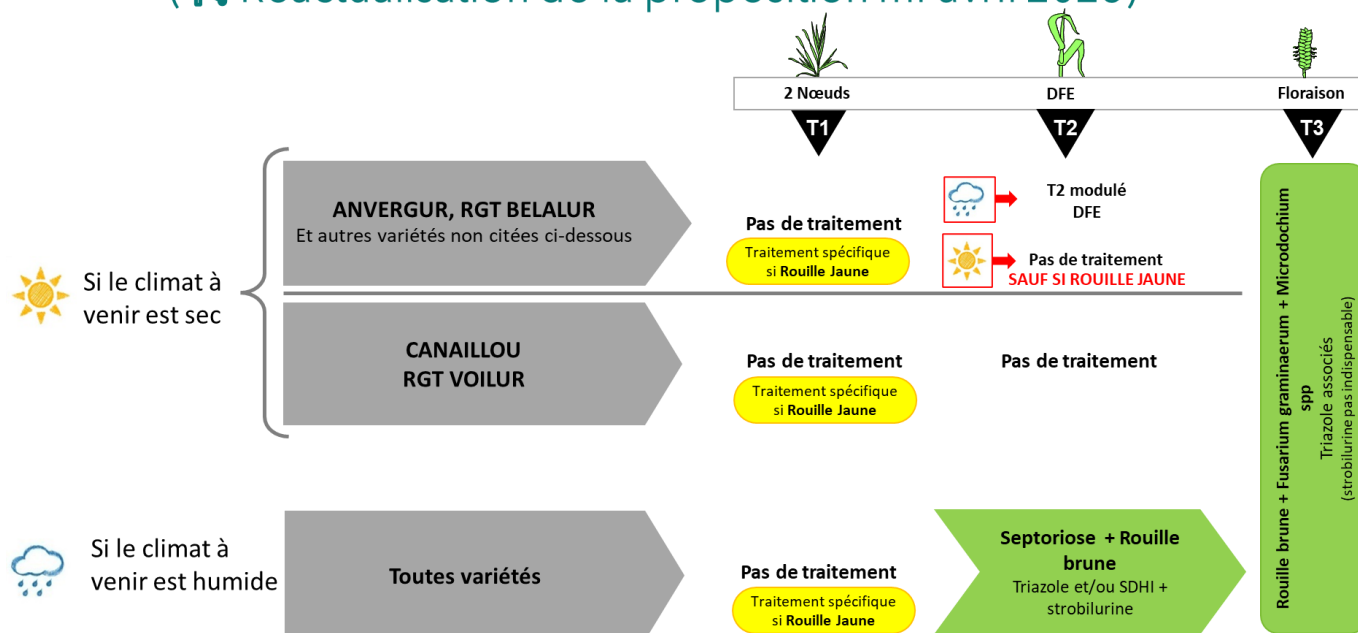 2 Nœuds
DFE
Floraison
T1
T2
T3
Si le climat à
venir est sec
ANVERGUR, RGT BELALUR
Et autres variétés non citées ci-dessous
Pas de traitement
Traitement spécifique
si Rouille Jaune
T2 modulé
DFE
Pas de traitement
SAUF SI ROUILLE JAUNE
CANAILLOU
RGT VOILUR
Pas de traitement
Traitement spécifique
si Rouille Jaune
Pas de traitement
Si le climat à
venir est humide
Toutes variétés
Pas de traitement
Traitement spécifique
si Rouille Jaune
Septoriose + Rouille
brune
Triazole et/ou SDHI +
strobilurine
Rouille brune + Fusarium graminaerum + Microdochium
spp
Triazole associés
(strobilurine pas indispensable)